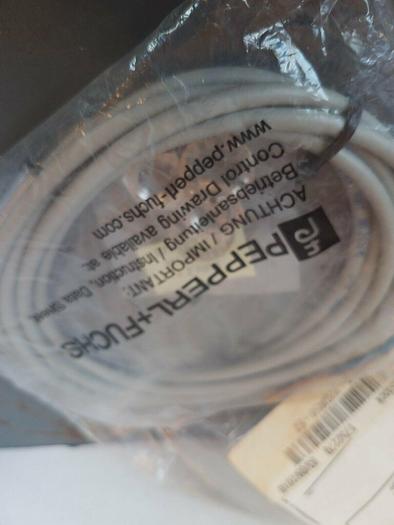 PEPPERL+FUCHS
ACHTUNG / IMPORTANT:
Betriebsanleitung / Instruction, Data Sheet,
Control Drawing available at:
www.pepperl-fuchs.com